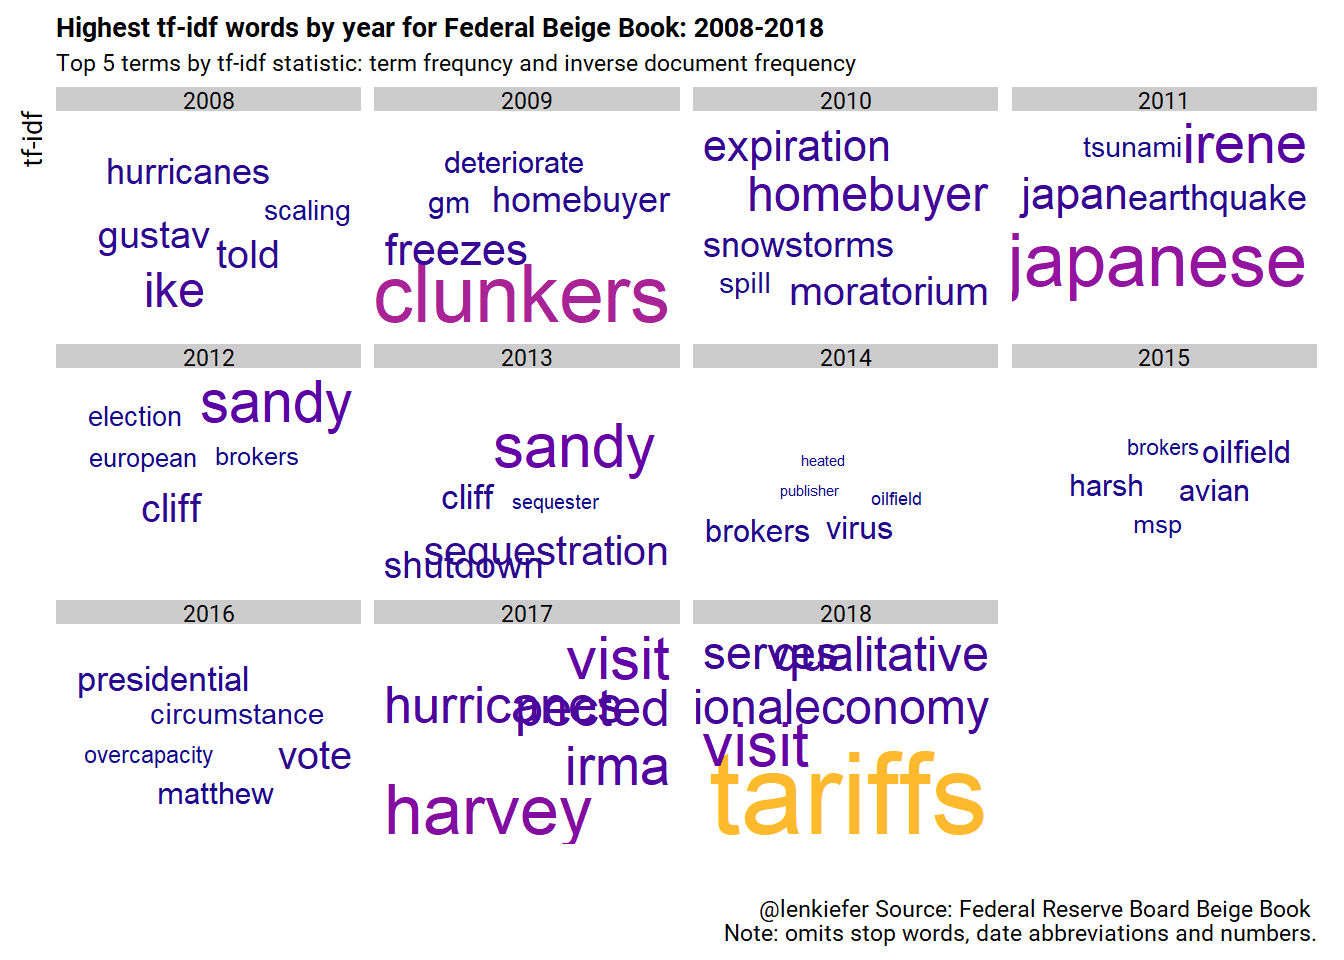 Highest tf-idf words by year for Federal Beige Book: 2008-2018
Top 5 terms by tf-idf statistic: term frequncy and inverse document frequency
tf-idf
2008
hurricanes
scaling
gustav
told
ike
2009
deteriorate
gm
homebuyer
freezes
clunkers
2010
expiration
homebuyer
snowstorms
spill
moratorium
2011
tsunami
irene
japan
earthquake
japanese
2012
sandy
election
european
brokers
cliff
2013
sandy
cliff
sequester
sequestration
shutdown
2014
heated
publisher
oilfield
brokers
virus
2015
brokers
oilfield
harsh
avian
msp
2016
presidential
circumstance
overcapacity
vote
matthew
2017
visit
hurricanes
pected
irma
harvey
2018
serves
qualitative
ionaleconomy
visit
tariffs
@lenkiefer Source: Federal Reserve Board Beige Book
Note: omits stop words, date abbreviations and numbers.